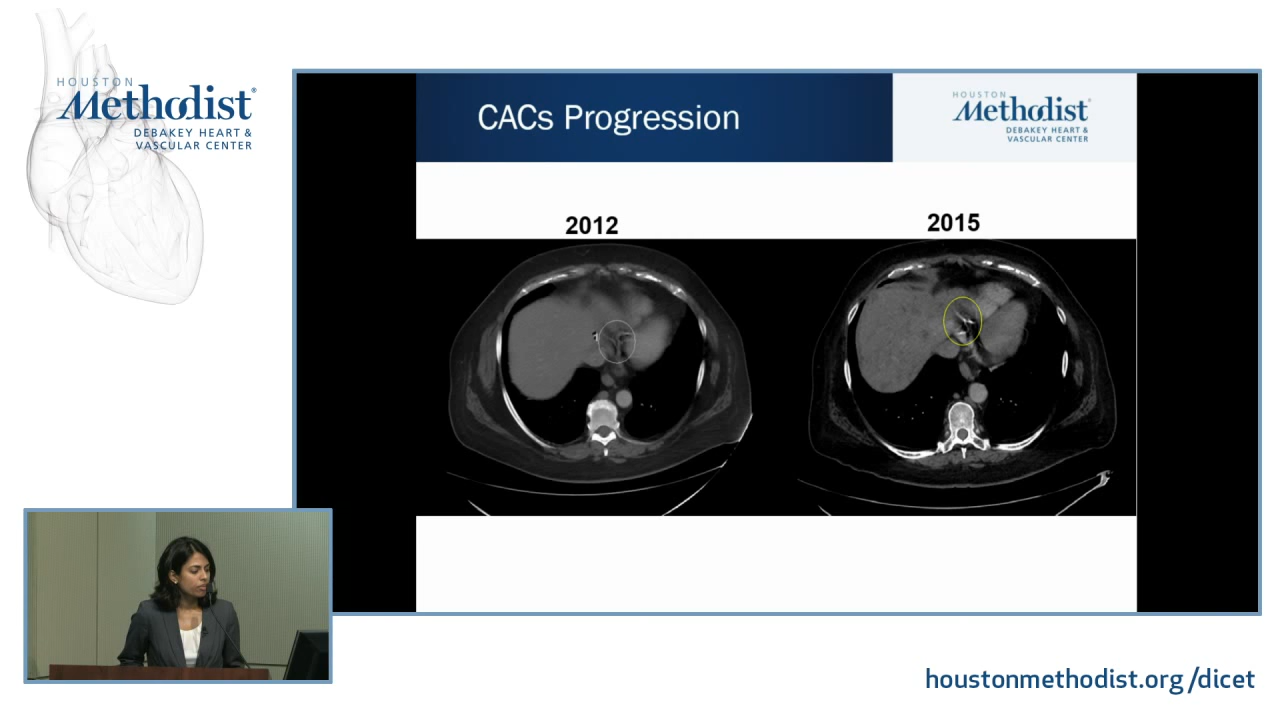 HOUSTON
Methodist®
DEBAKEY HEART &
VASCULAR CENTER
CACs Progression
HOUSTON
Methodist®
DEBAKEY HEART &
VASCULAR CENTER
2012
2015
houstonmethodist.org/dicet